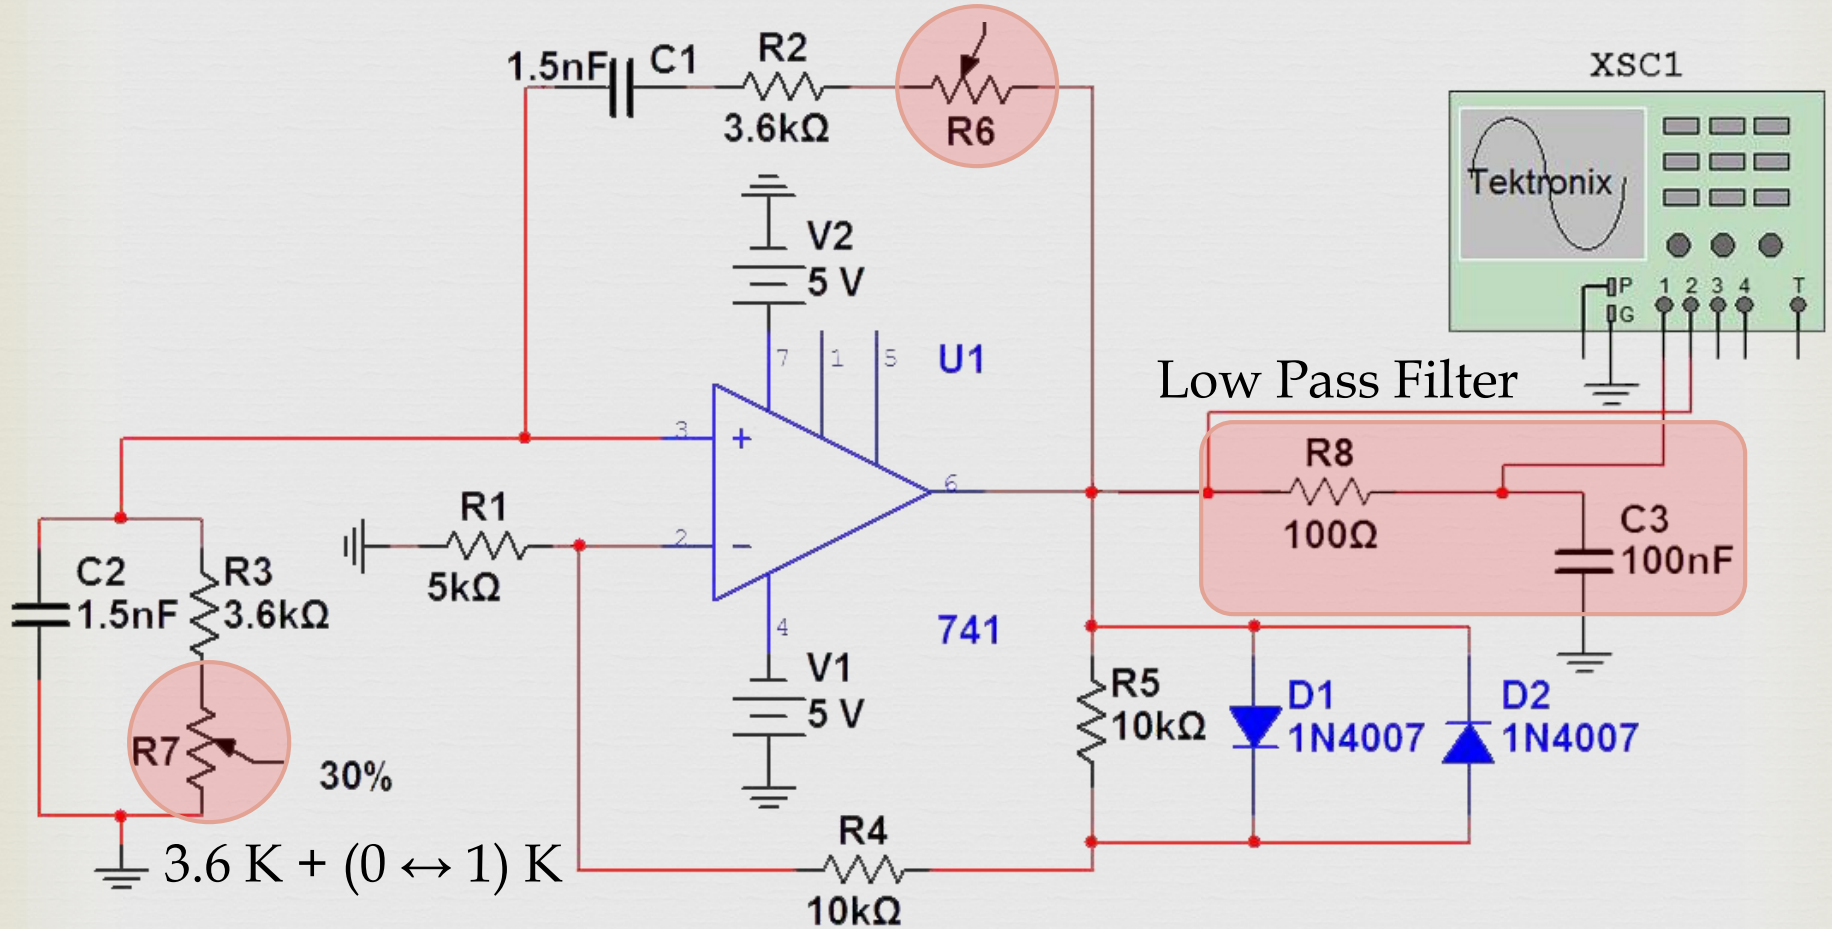 1.5nF
C1
R2
3.6kΩ
R6
XSC1
Tektronix
P
G
1 2 3 4 T
V2
5 V
7
1
5
U1
Low Pass Filter
3
+
6
R8
100Ω
C3
100nF
R1
5kΩ
2
−
C2
1.5nF
R3
3.6kΩ
4
741
V1
5 V
R5
10kΩ
D1
1N4007
D2
1N4007
R7
30%
3.6 K + (0 ↔ 1) K
R4
10kΩ